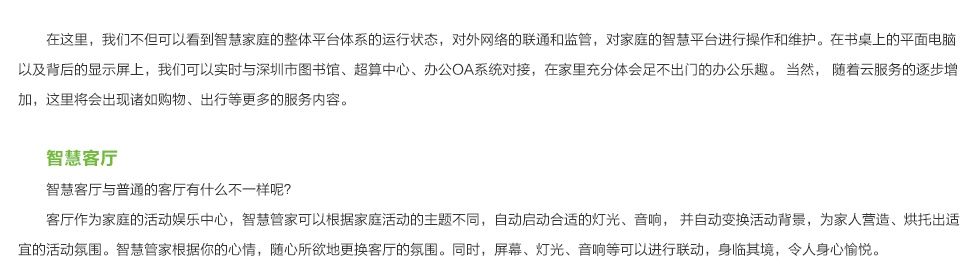 在这里，我们不但可以看到智慧家庭的整体平台体系的运行状态，对外网络的联通和监管，对家庭的智慧平台进行操作和维护。在书桌上的平面电脑
以及背后的显示屏上，我们可以实时与深圳市图书馆、超算中心、办公OA系统对接，在家里充分体会足不出门的办公乐趣。 当然， 随着云服务的逐步增
加，这里将会出现诸如购物、出行等更多的服务内容。
智慧客厅
智慧客厅与普通的客厅有什么不一样呢?
客厅作为家庭的活动娱乐中心，智慧管家可以根据家庭活动的主题不同，自动启动合适的灯光、音响， 并自动变换活动背景，为家人营造、烘托出适
宜的活动氛围。智慧管家根据你的心情，随心所欲地更换客厅的氛围。同时，屏幕、灯光、音响等可以进行联动，身临其境，令人身心愉悦。